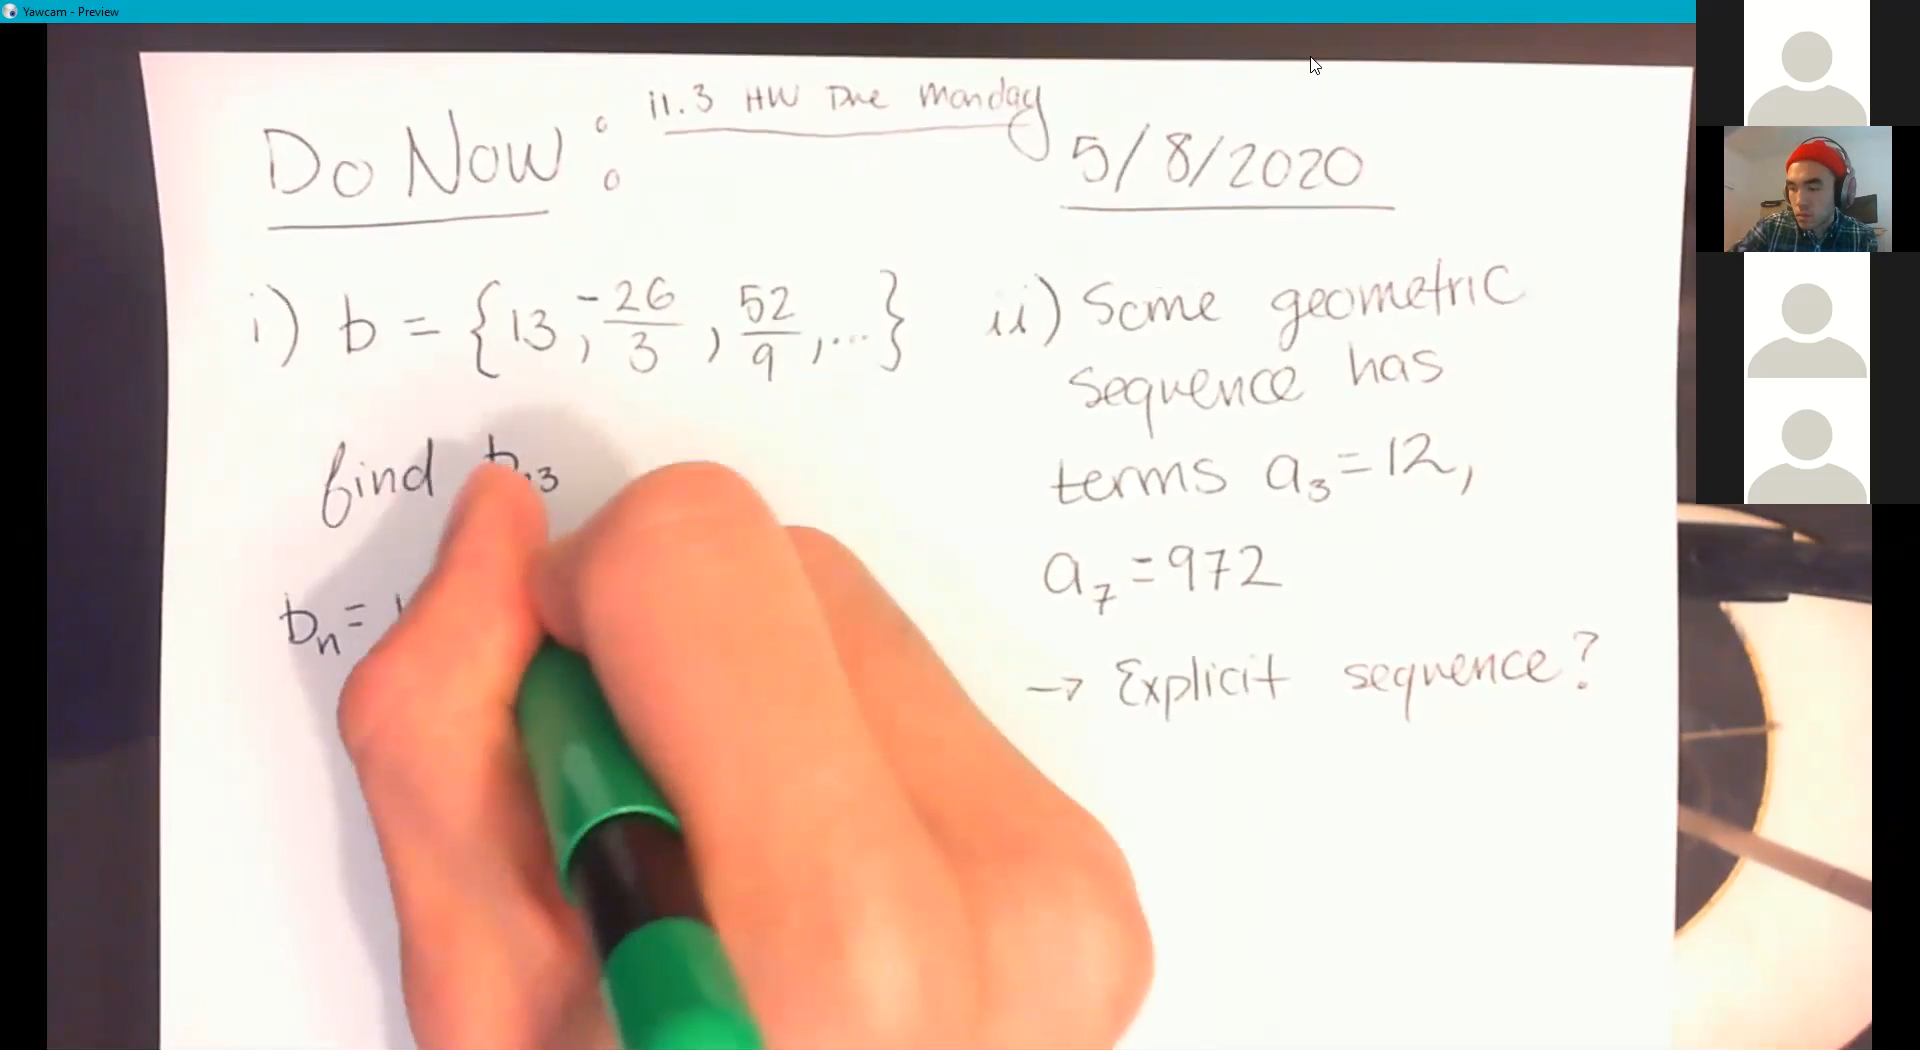 Yawcam - Preview
11.3 HW Due Monday
Do Now:
5/8/2020
i) b = {13, -26/3, 52/9, ...}
find
bn =
ii) Some geometric
sequence has
terms a3 = 12,
a7 = 972
→ Explicit sequence?